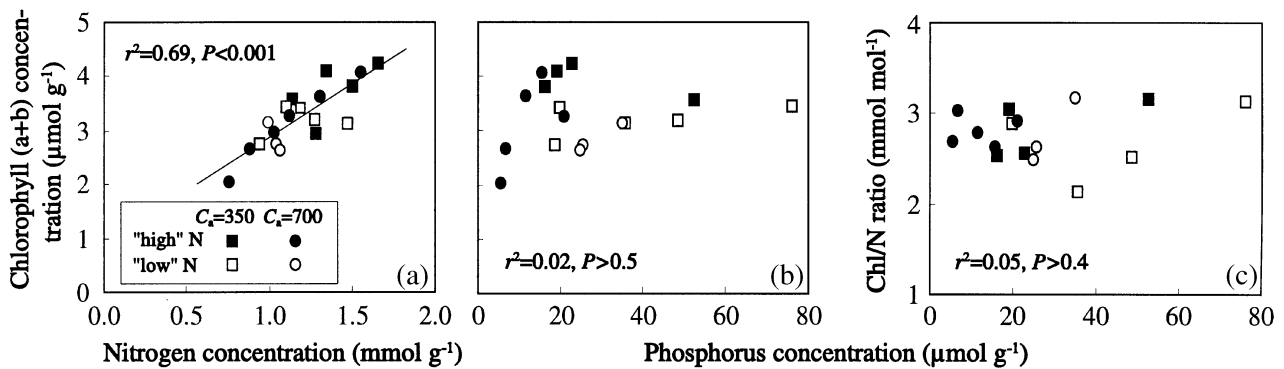 Chlorophyll (a+b) concen-
tration (μmol g⁻¹)
5
4
3
2
1
0
r²=0.69, P<0.001
Cₐ=350 Cₐ=700
"high" N
"low" N
(a)
0.0 0.5 1.0 1.5 2.0
Nitrogen concentration (mmol g⁻¹)
r²=0.02, P>0.5
(b)
0 20 40 60 80
Phosphorus concentration (μmol g⁻¹)
Chl/N ratio (mmol mol⁻¹)
4
3
2
1
r²=0.05, P>0.4
(c)
0 20 40 60 80